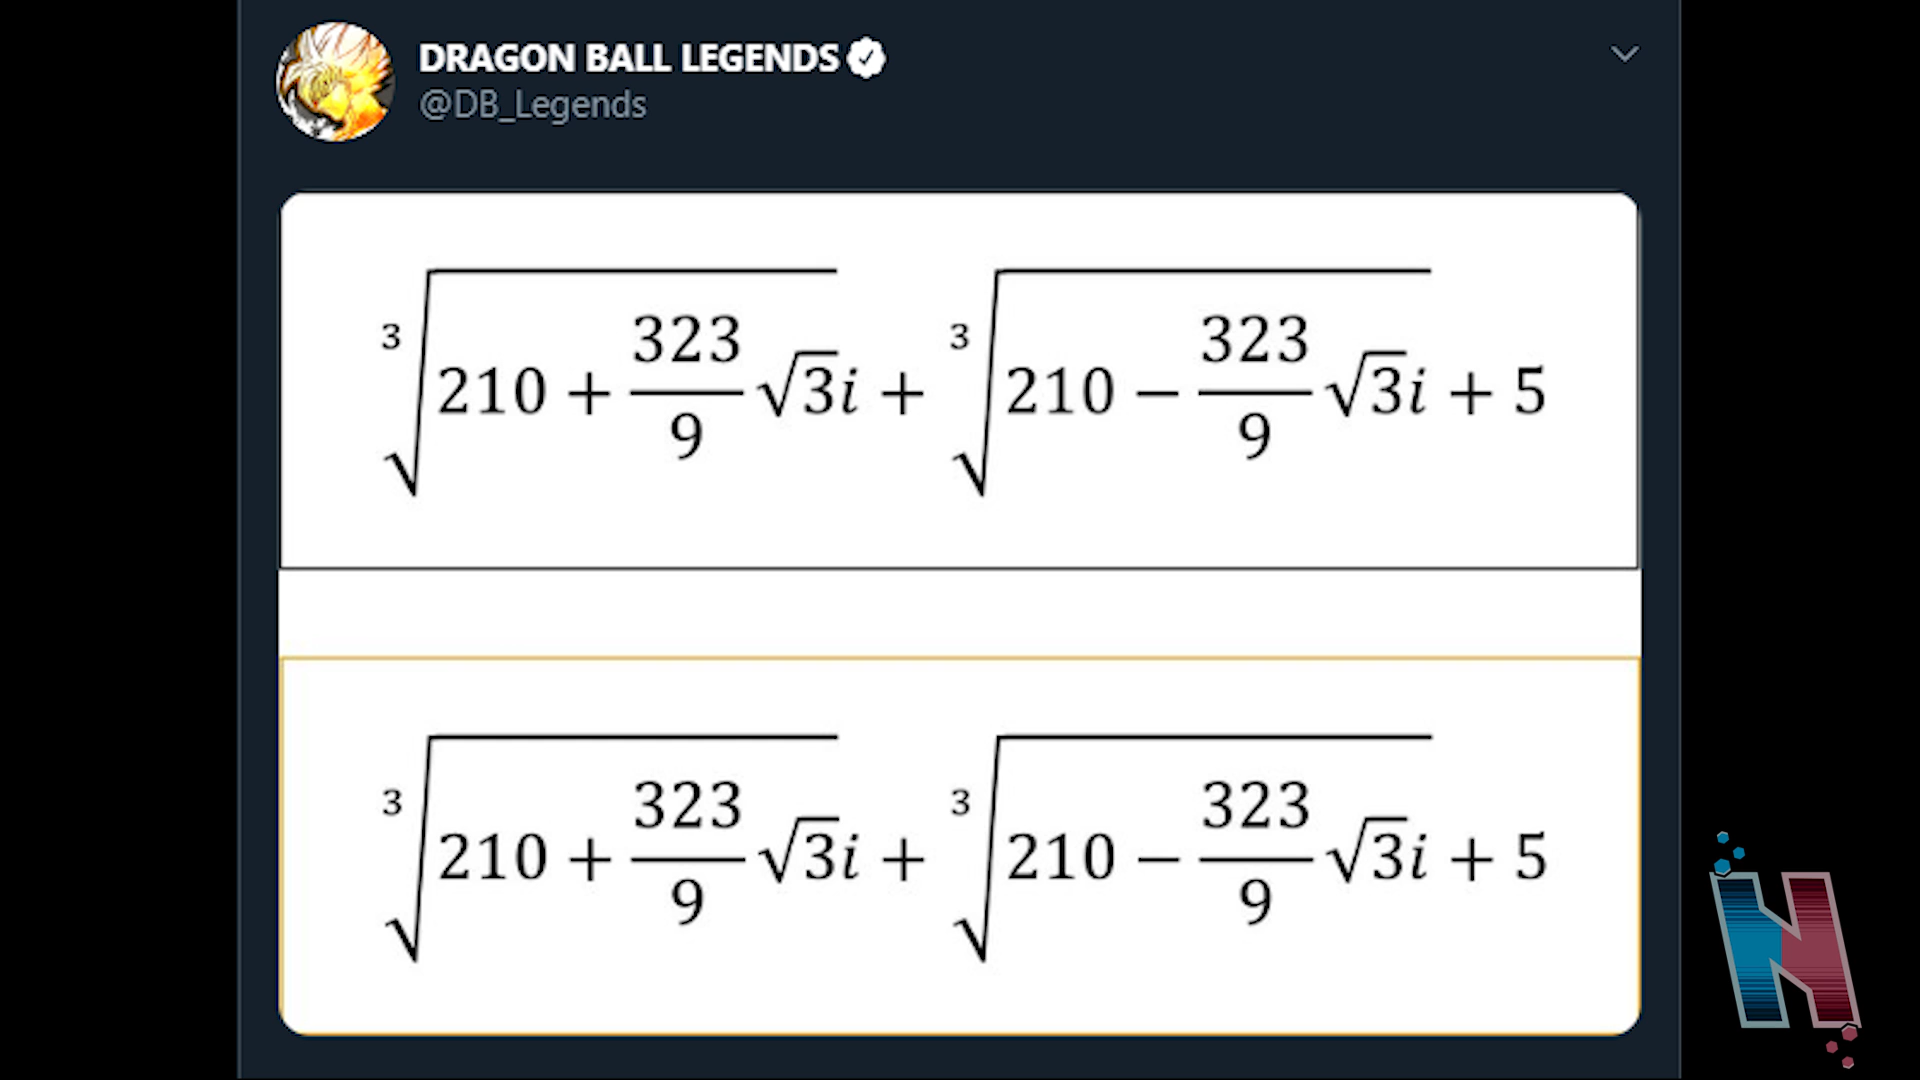 DRAGON BALL LEGENDS
@DB_Legends
∛(210 + 323/9 √3i) + ∛(210 − 323/9 √3i) + 5
∛(210 + 323/9 √3i) + ∛(210 − 323/9 √3i) + 5
N